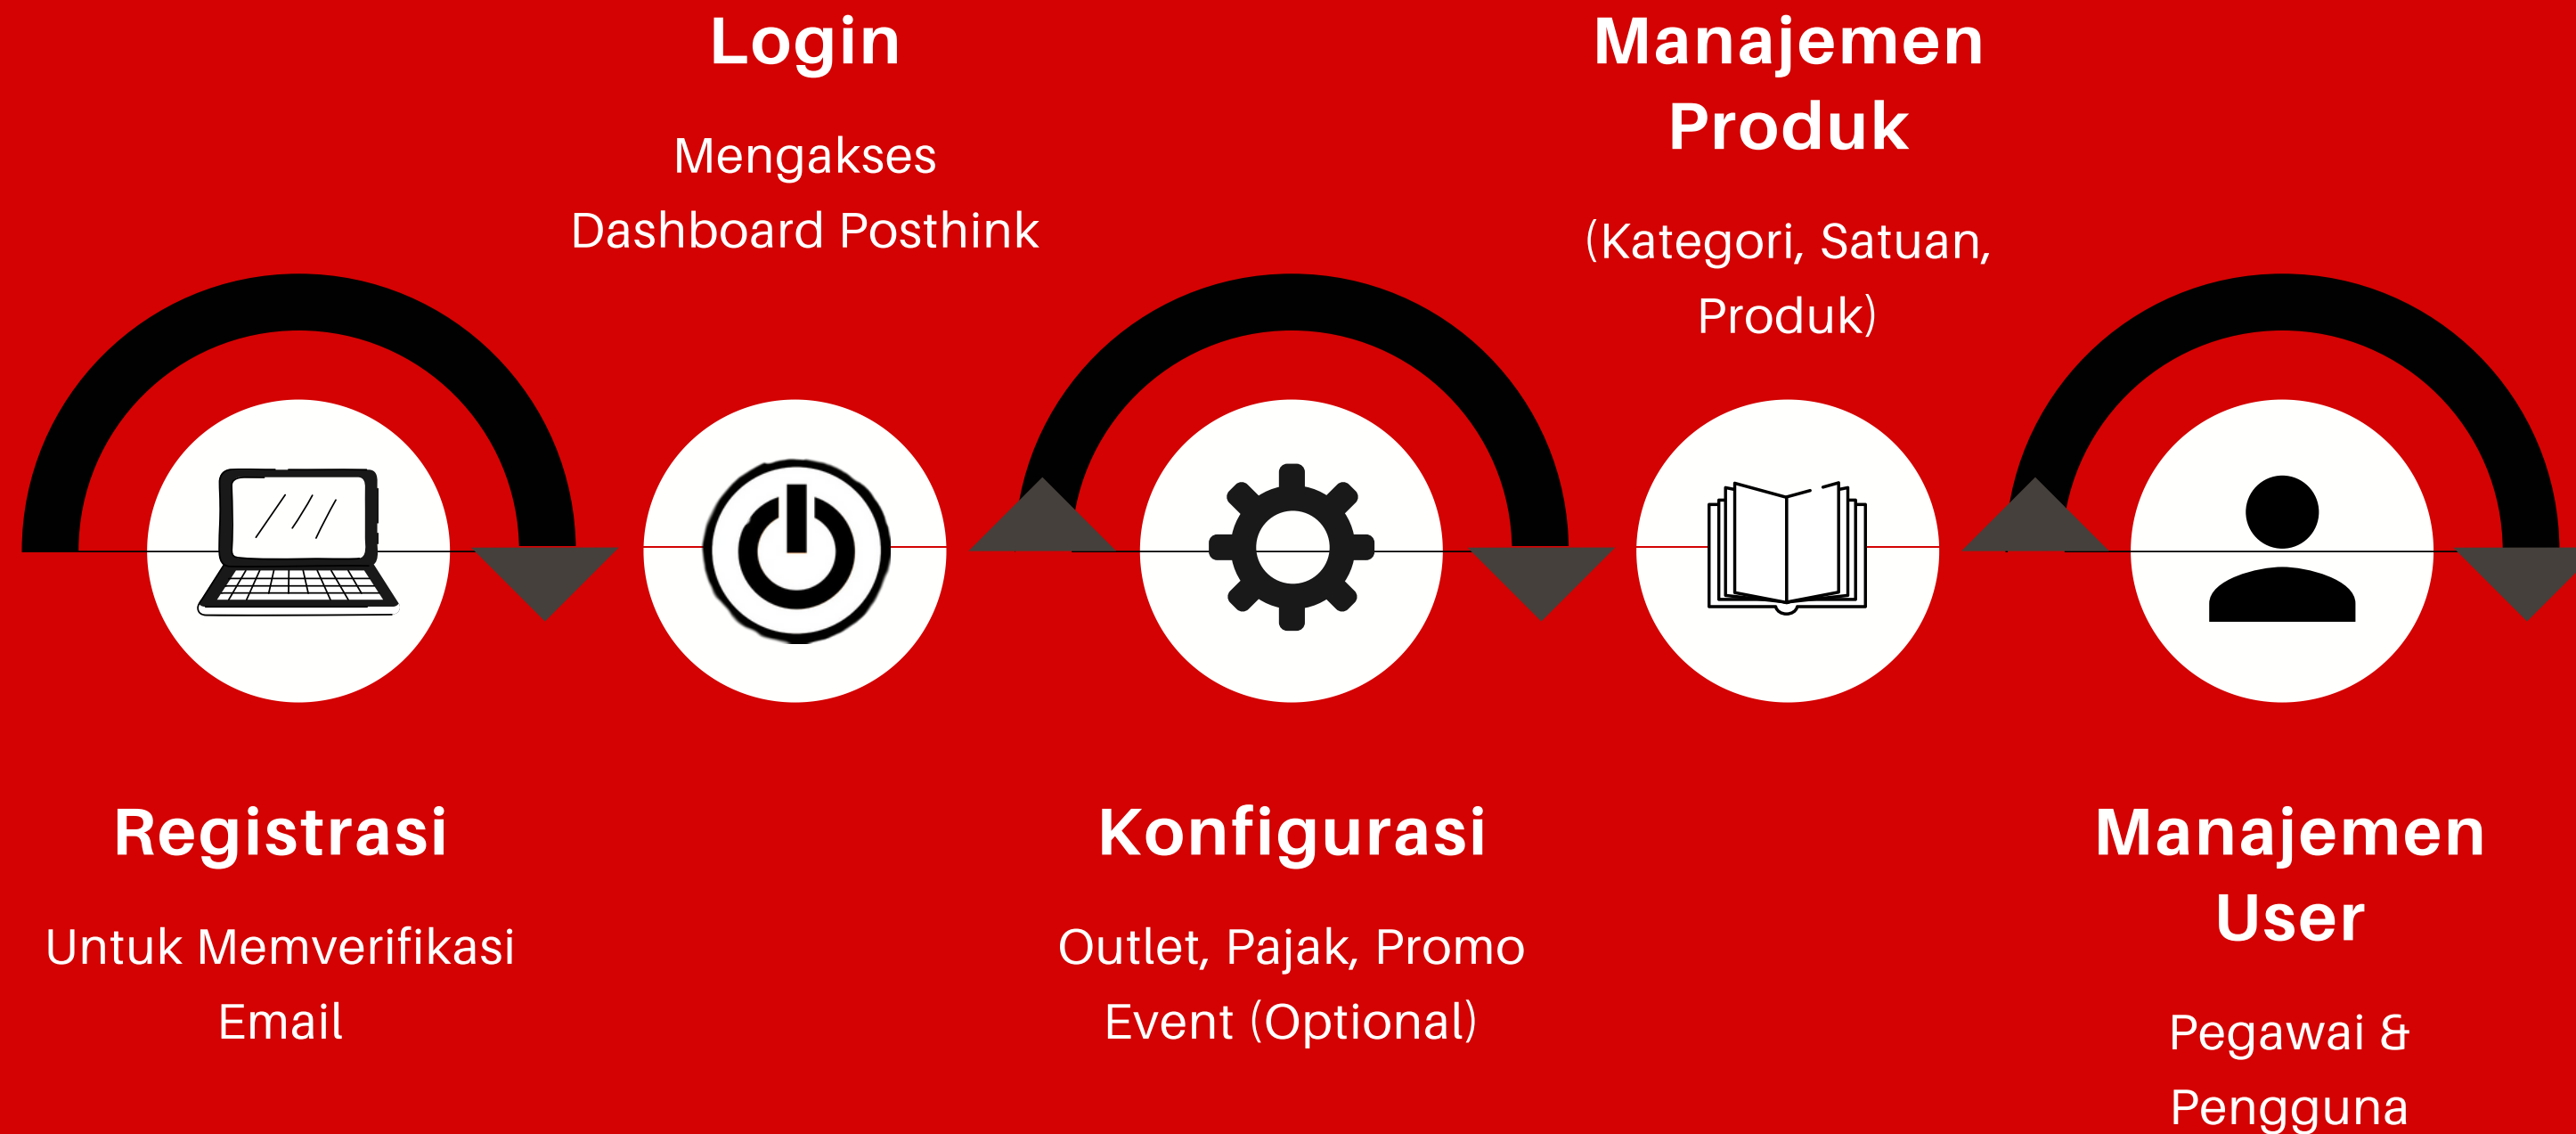 Registrasi
Untuk Memverifikasi
Email
Login
Mengakses
Dashboard Posthink
Konfigurasi
Outlet, Pajak, Promo
Event (Optional)
Manajemen
Produk
(Kategori, Satuan,
Produk)
Manajemen
User
Pegawai &
Pengguna